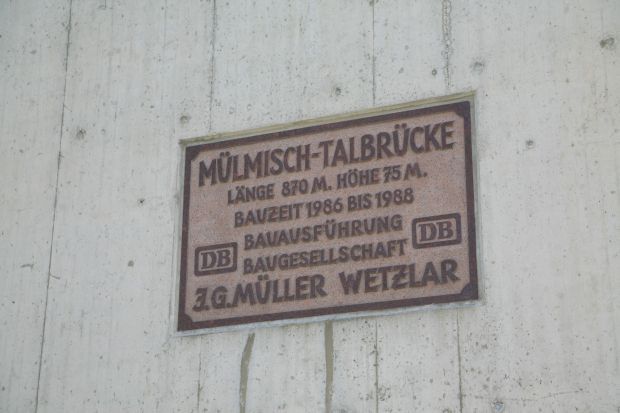 MÜLMISCH-TALBRÜCKE
LÄNGE 870 M. HÖHE 75 M.
BAUZEIT 1986 BIS 1988
BAUAUSFÜHRUNG
DB BAUGESELLSCHAFT DB
J.G.MÜLLER WETZLAR